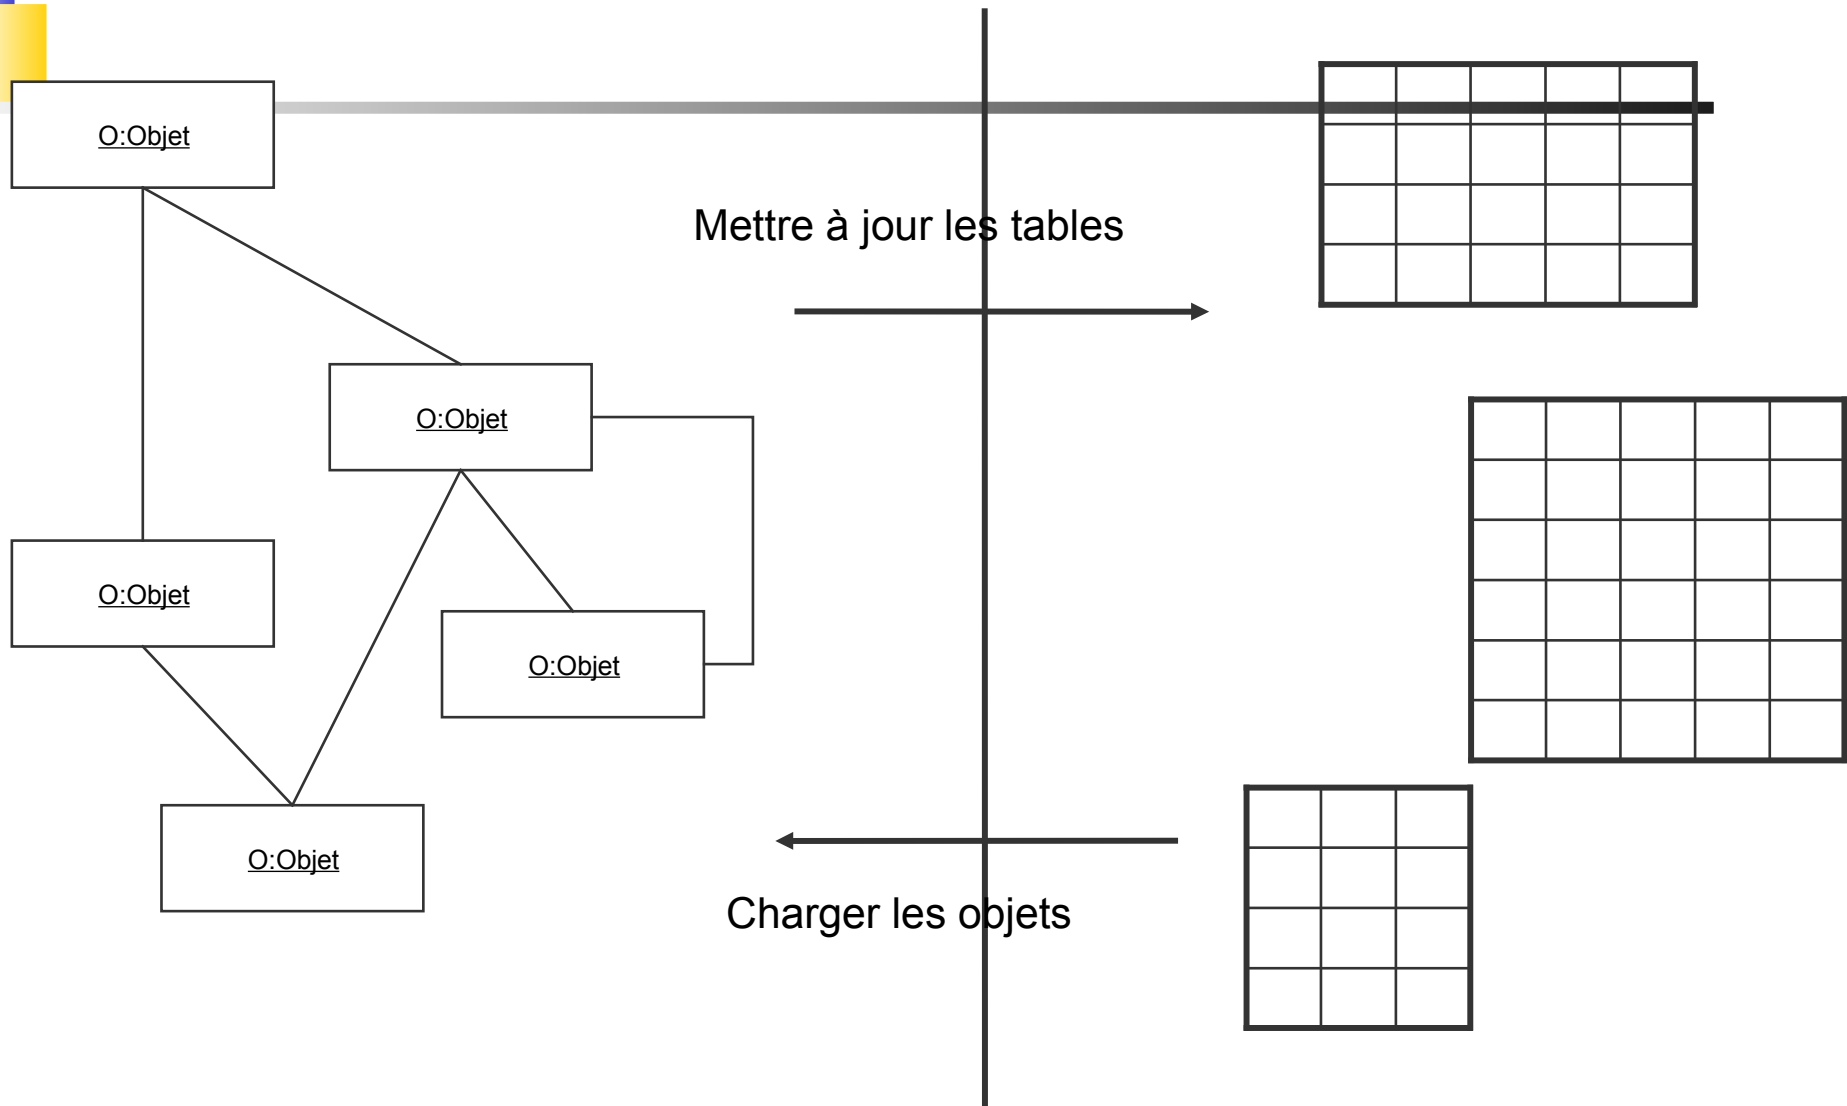 O:Objet
Mettre à jour les tables
O:Objet
O:Objet
O:Objet
O:Objet
Charger les objets